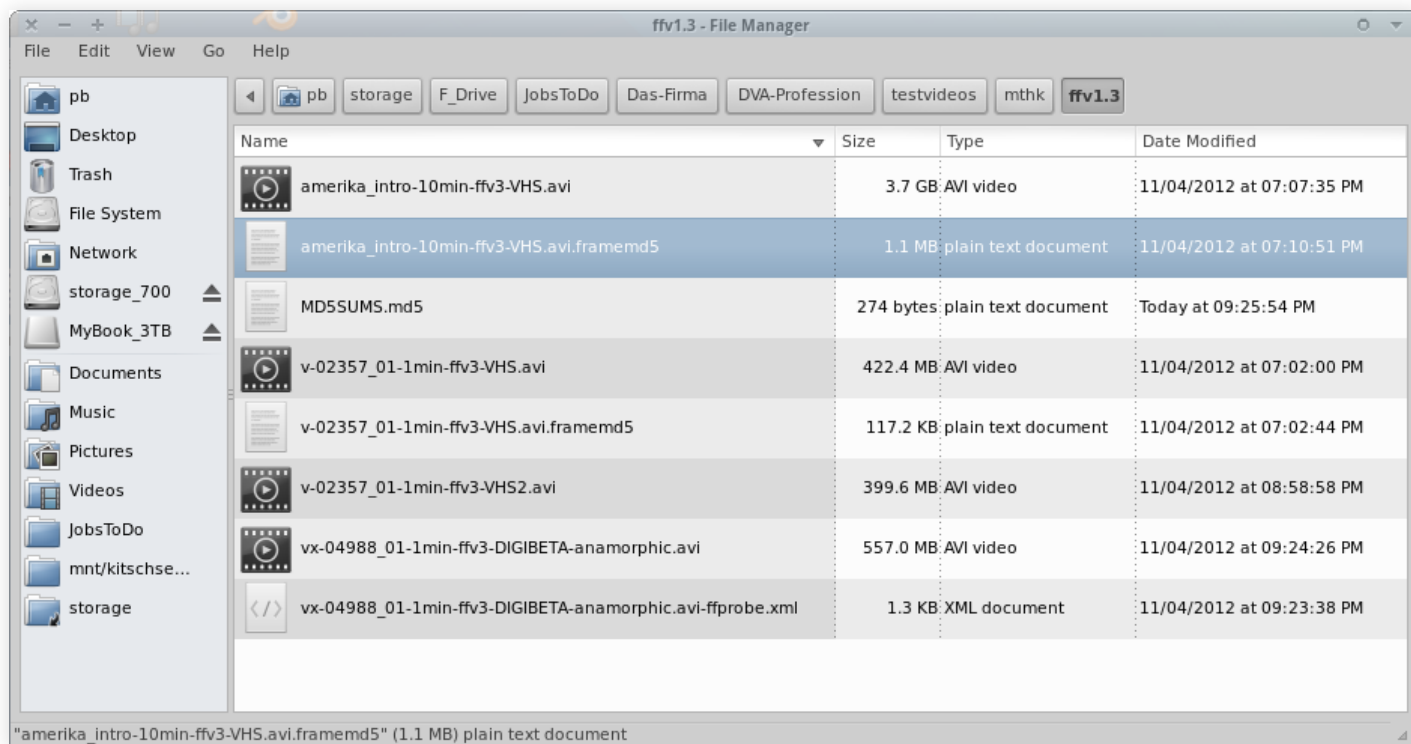 ffv1.3 - File Manager
File Edit View Go Help
pb storage F_Drive JobsToDo Das-Firma DVA-Profession testvideos mthk ffv1.3
pb
Desktop
Trash
File System
Network
storage_700
MyBook_3TB
Documents
Music
Pictures
Videos
JobsToDo
mnt/kitschse...
storage
Name Size Type Date Modified
amerika_intro-10min-ffv3-VHS.avi 3.7 GB AVI video 11/04/2012 at 07:07:35 PM
amerika_intro-10min-ffv3-VHS.avi.framemd5 1.1 MB plain text document 11/04/2012 at 07:10:51 PM
MD5SUMS.md5 274 bytes plain text document Today at 09:25:54 PM
v-02357_01-1min-ffv3-VHS.avi 422.4 MB AVI video 11/04/2012 at 07:02:00 PM
v-02357_01-1min-ffv3-VHS.avi.framemd5 117.2 KB plain text document 11/04/2012 at 07:02:44 PM
v-02357_01-1min-ffv3-VHS2.avi 399.6 MB AVI video 11/04/2012 at 08:58:58 PM
vx-04988_01-1min-ffv3-DIGIBETA-anamorphic.avi 557.0 MB AVI video 11/04/2012 at 09:24:26 PM
vx-04988_01-1min-ffv3-DIGIBETA-anamorphic.avi-ffprobe.xml 1.3 KB XML document 11/04/2012 at 09:23:38 PM
"amerika_intro-10min-ffv3-VHS.avi.framemd5" (1.1 MB) plain text document